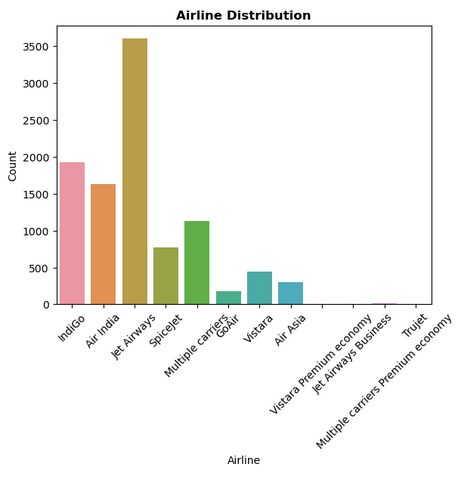 Airline Distribution
3500
3000
2500
2000
1500
1000
500
0
Count
IndiGo
Air India
Jet Airways
SpiceJet
Multiple carriers
GoAir
Vistara
Air Asia
Vistara Premium economy
Jet Airways Business
Multiple carriers Premium economy
Trujet
Airline